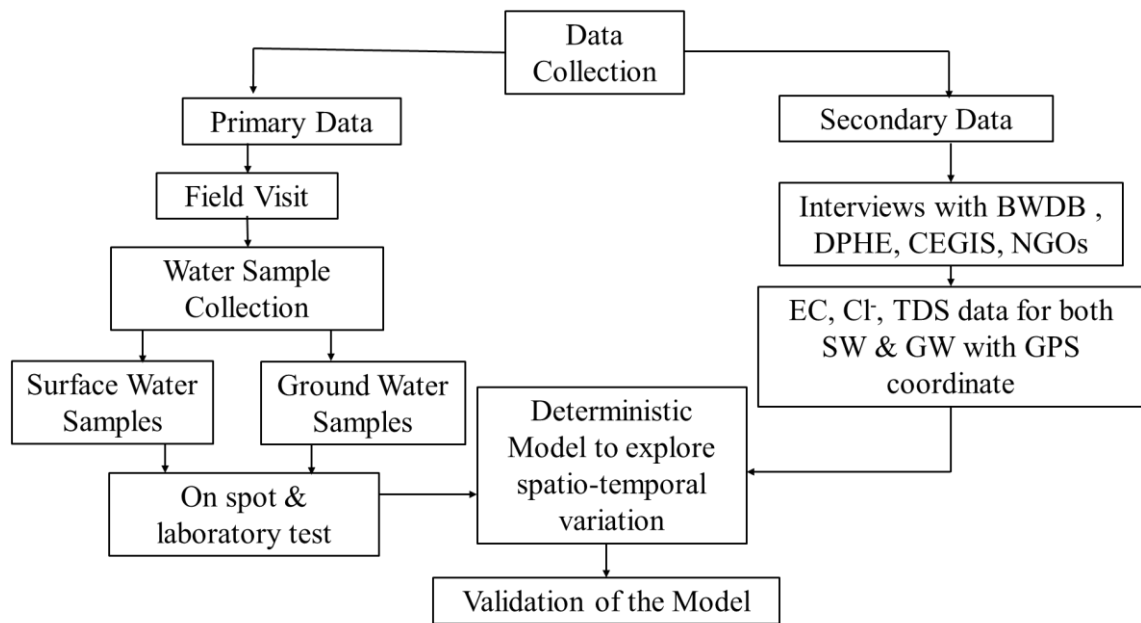 Data
Collection
Primary Data
Secondary Data
Field Visit
Interviews with BWDB ,
DPHE, CEGIS, NGOs
Water Sample
Collection
EC, Cl⁻, TDS data for both
SW & GW with GPS
coordinate
Surface Water
Samples
Ground Water
Samples
Deterministic
Model to explore
spatio-temporal
variation
On spot &
laboratory test
Validation of the Model